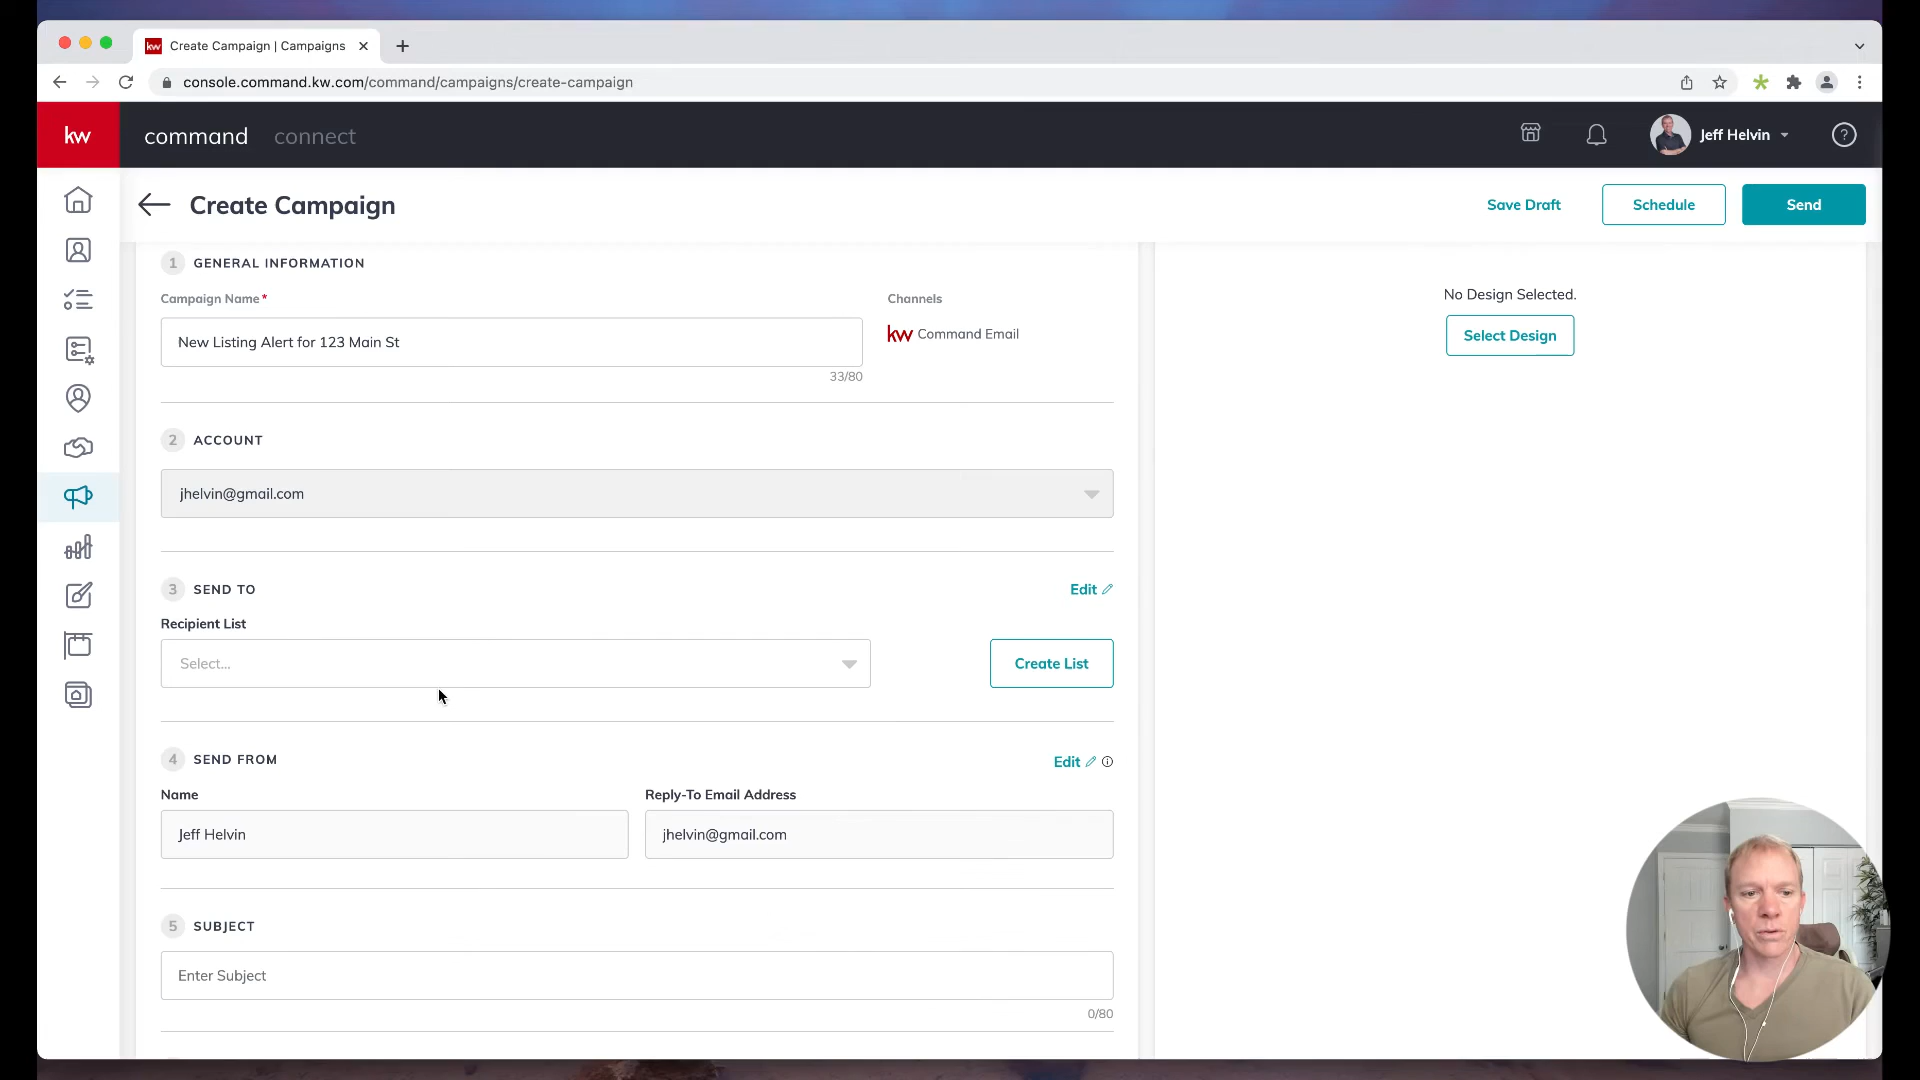 Create Campaign | Campaigns
console.command.kw.com/command/campaigns/create-campaign
kw command connect Jeff Helvin
Create Campaign Save Draft Schedule Send
1 GENERAL INFORMATION
Campaign Name* Channels
New Listing Alert for 123 Main St
kw Command Email
33/80
No Design Selected.
Select Design
2 ACCOUNT
jhelvin@gmail.com
3 SEND TO Edit
Recipient List
Select...
Create List
4 SEND FROM Edit
Name Reply-To Email Address
Jeff Helvin jhelvin@gmail.com
5 SUBJECT
Enter Subject
0/80